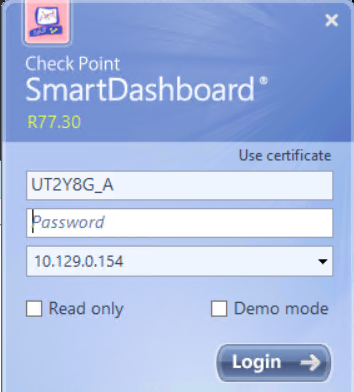 Check Point
SmartDashboard®
R77.30
Use certificate
UT2Y8G_A
Password
10.129.0.154
Read only Demo mode
Login